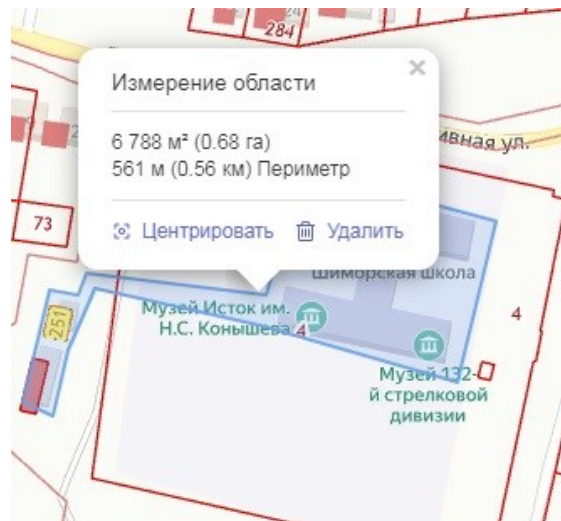 284
Измерение области
6 788 м² (0.68 га)
561 м (0.56 км) Периметр
Центрировать
Удалить
ивная ул.
73
Шиморская школа
251
Музей Исток им.
Н.С. Конышева
4
4
Музей 132-
й стрелковой
дивизии